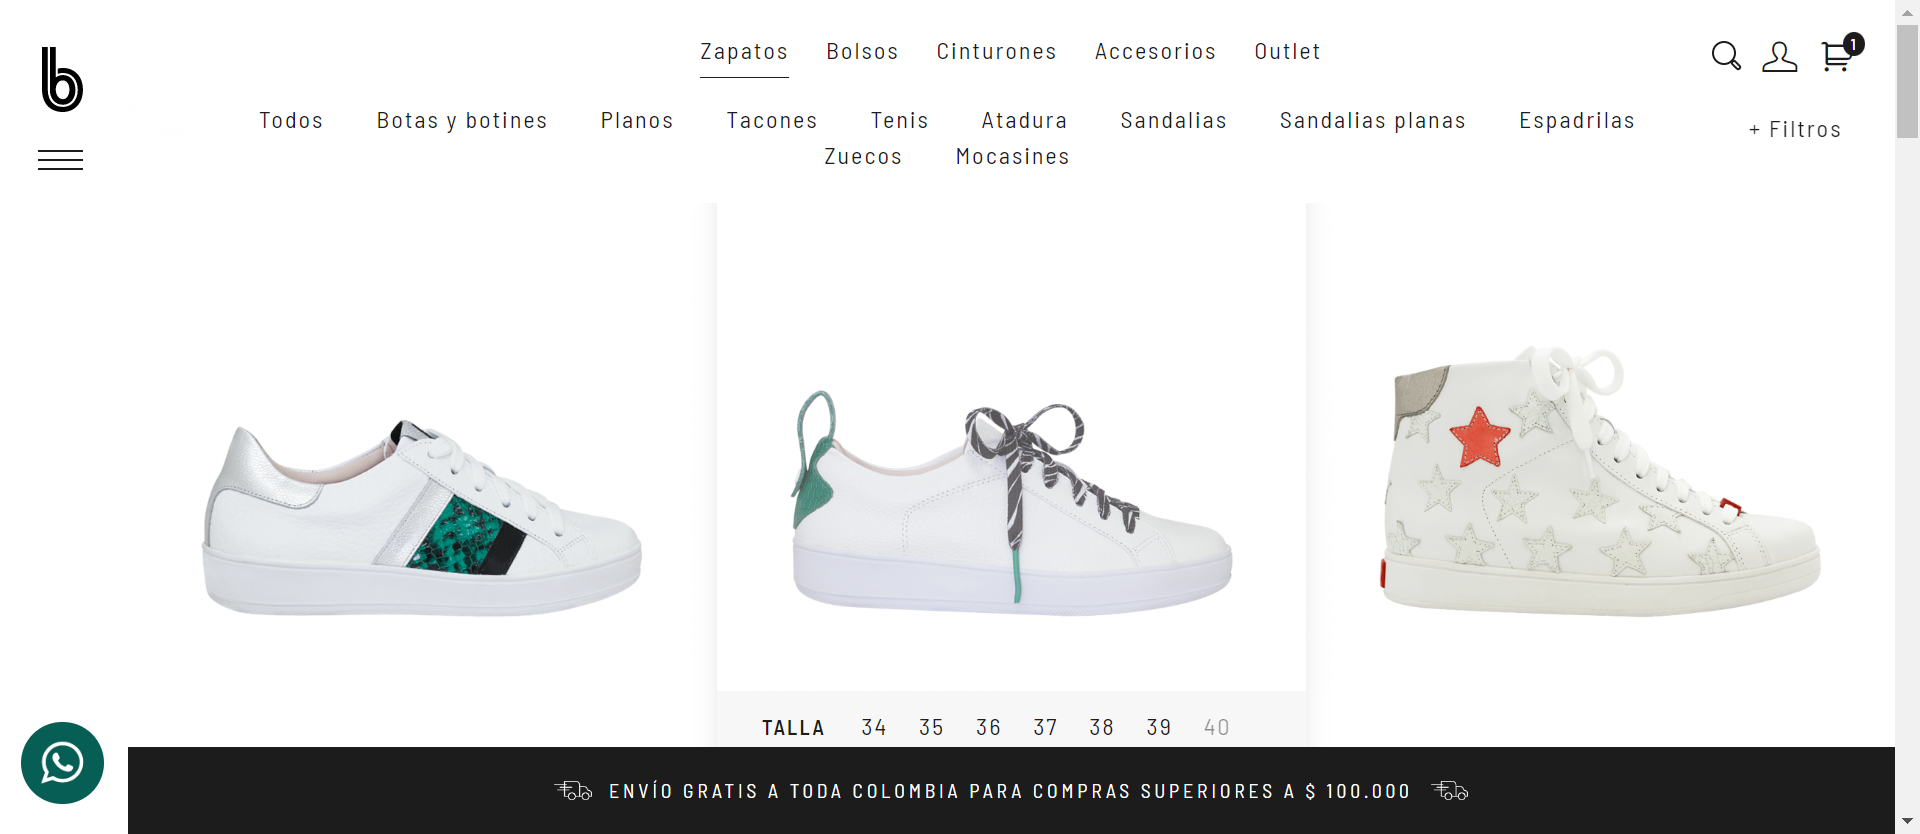 b
Zapatos Bolsos Cinturones Accesorios Outlet
1
Todos Botas y botines Planos Tacones Tenis Atadura Sandalias Sandalias planas Espadrilas
Zuecos Mocasines
+ Filtros
TALLA 34 35 36 37 38 39 40
ENVÍO GRATIS A TODA COLOMBIA PARA COMPRAS SUPERIORES A $ 100.000